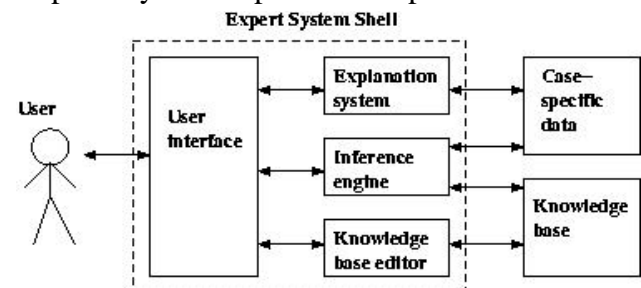 Expert System Shell
User
User
interface
Explanation
system
Inference
engine
Knowledge
base editor
Case-
specific
data
Knowledge
base